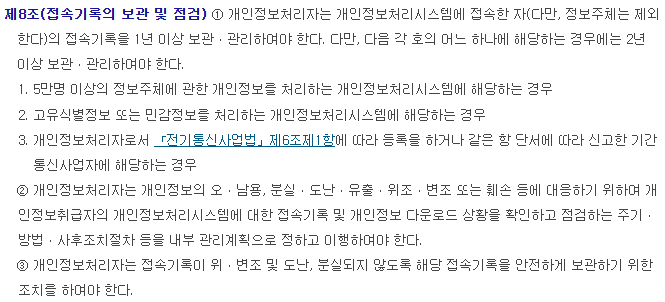 제8조(접속기록의 보관 및 점검) ① 개인정보처리자는 개인정보처리시스템에 접속한 자(다만, 정보주체는 제외
한다)의 접속기록을 1년 이상 보관ㆍ관리하여야 한다. 다만, 다음 각 호의 어느 하나에 해당하는 경우에는 2년
이상 보관ㆍ관리하여야 한다.
1. 5만명 이상의 정보주체에 관한 개인정보를 처리하는 개인정보처리시스템에 해당하는 경우
2. 고유식별정보 또는 민감정보를 처리하는 개인정보처리시스템에 해당하는 경우
3. 개인정보처리자로서 「전기통신사업법」제6조제1항에 따라 등록을 하거나 같은 항 단서에 따라 신고한 기간
통신사업자에 해당하는 경우
② 개인정보처리자는 개인정보의 오ㆍ남용, 분실ㆍ도난ㆍ유출ㆍ위조ㆍ변조 또는 훼손 등에 대응하기 위하여 개
인정보취급자의 개인정보처리시스템에 대한 접속기록 및 개인정보 다운로드 상황을 확인하고 점검하는 주기ㆍ
방법ㆍ사후조치절차 등을 내부 관리계획으로 정하고 이행하여야 한다.
③ 개인정보처리자는 접속기록이 위ㆍ변조 및 도난, 분실되지 않도록 해당 접속기록을 안전하게 보관하기 위한
조치를 하여야 한다.